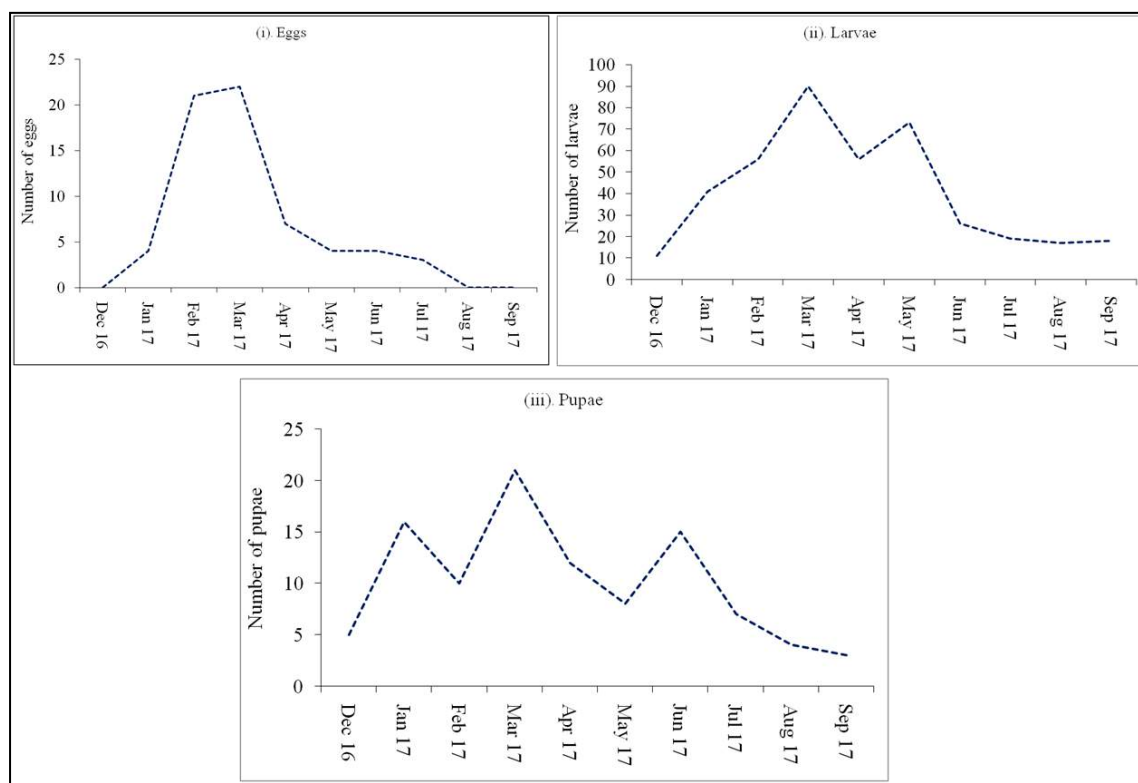 (i). Eggs
Number of eggs
25
20
15
10
5
0
Dec 16
Jan 17
Feb 17
Mar 17
Apr 17
May 17
Jun 17
Jul 17
Aug 17
Sep 17
(ii). Larvae
Number of larvae
100
90
80
70
60
50
40
30
20
10
0
Dec 16
Jan 17
Feb 17
Mar 17
Apr 17
May 17
Jun 17
Jul 17
Aug 17
Sep 17
(iii). Pupae
Number of pupae
25
20
15
10
5
0
Dec 16
Jan 17
Feb 17
Mar 17
Apr 17
May 17
Jun 17
Jul 17
Aug 17
Sep 17